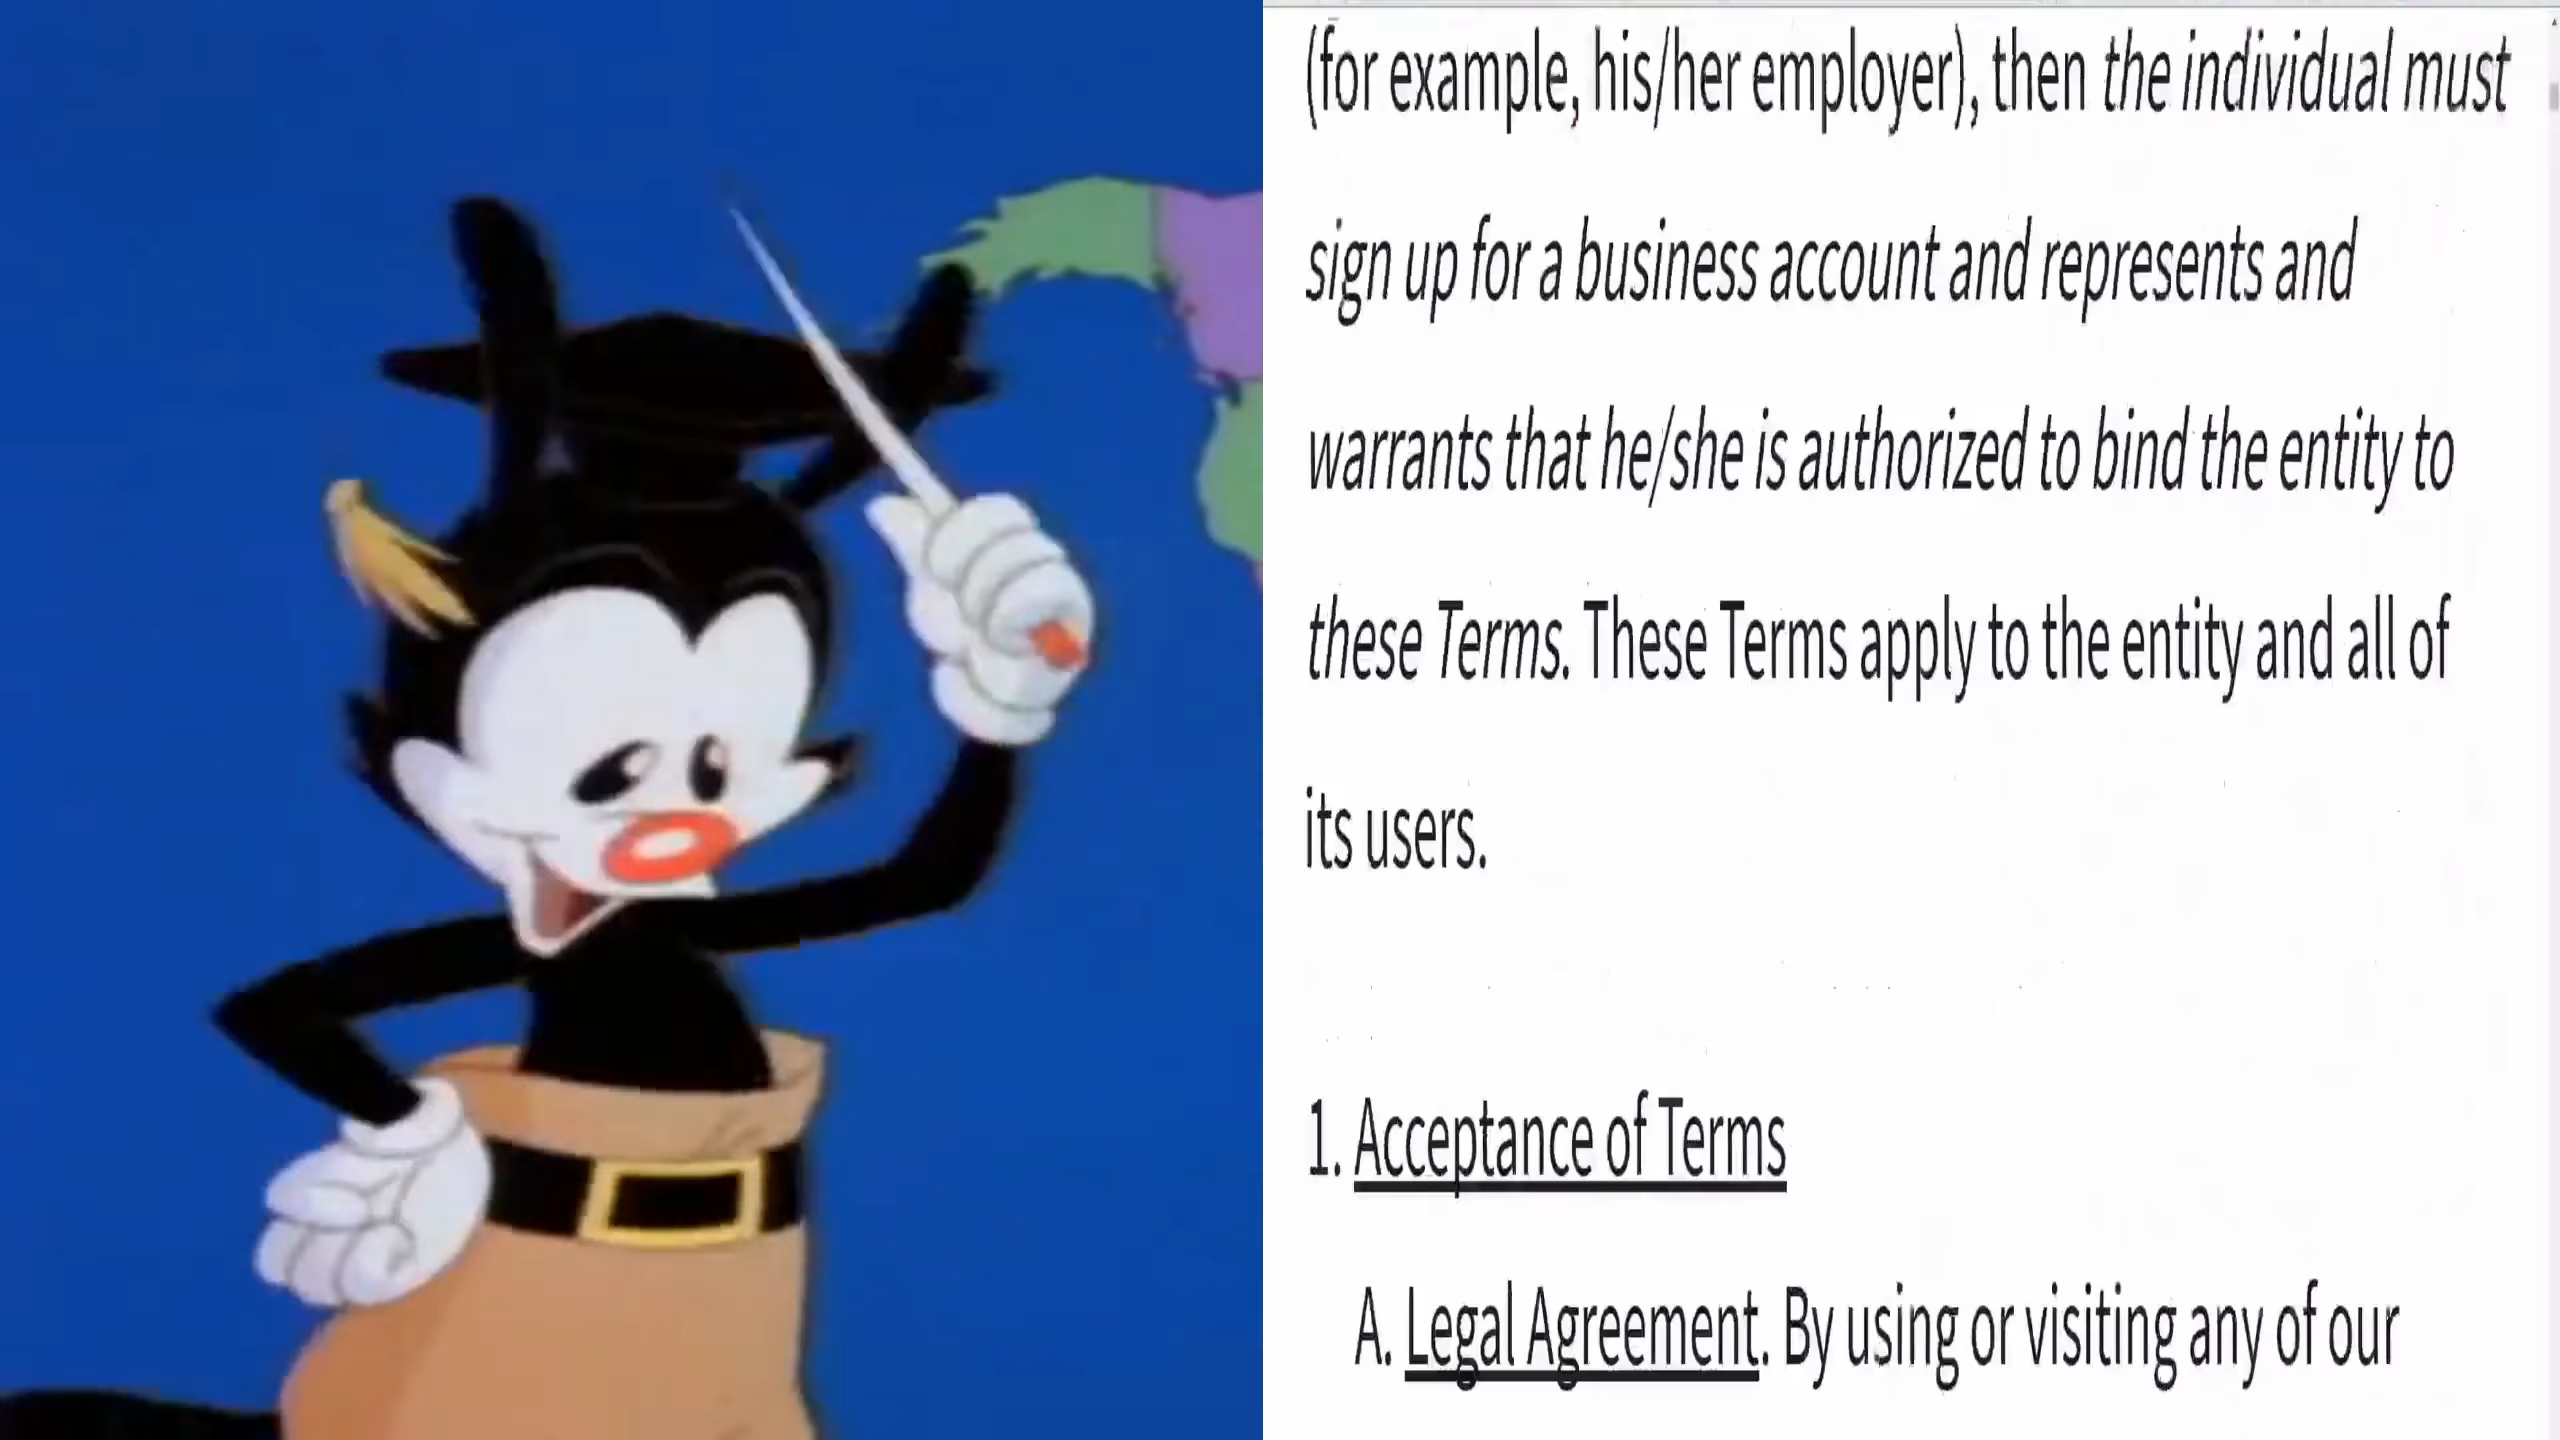 (for example, his/her employer), then the individual must
sign up for a business account and represents and
warrants that he/she is authorized to bind the entity to
these Terms. These Terms apply to the entity and all of
its users.
1. Acceptance of Terms
A. Legal Agreement. By using or visiting any of our